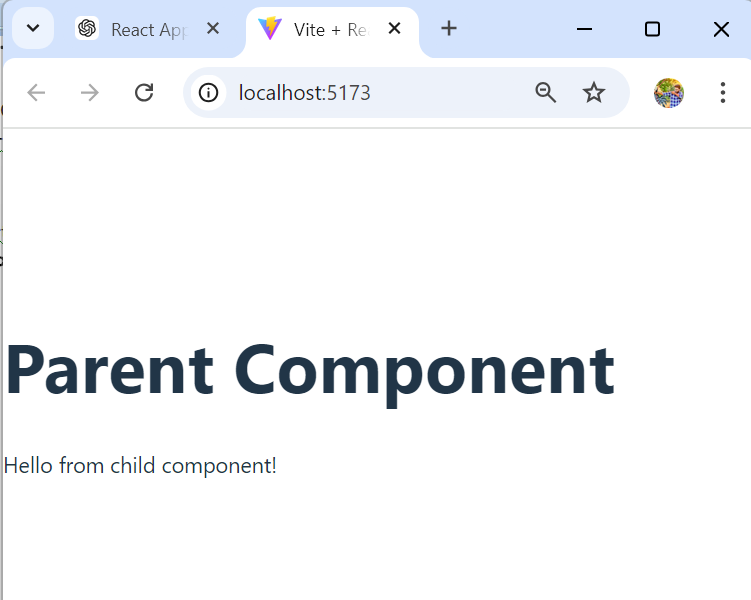 React App
Vite + Re
localhost:5173
Parent Component
Hello from child component!